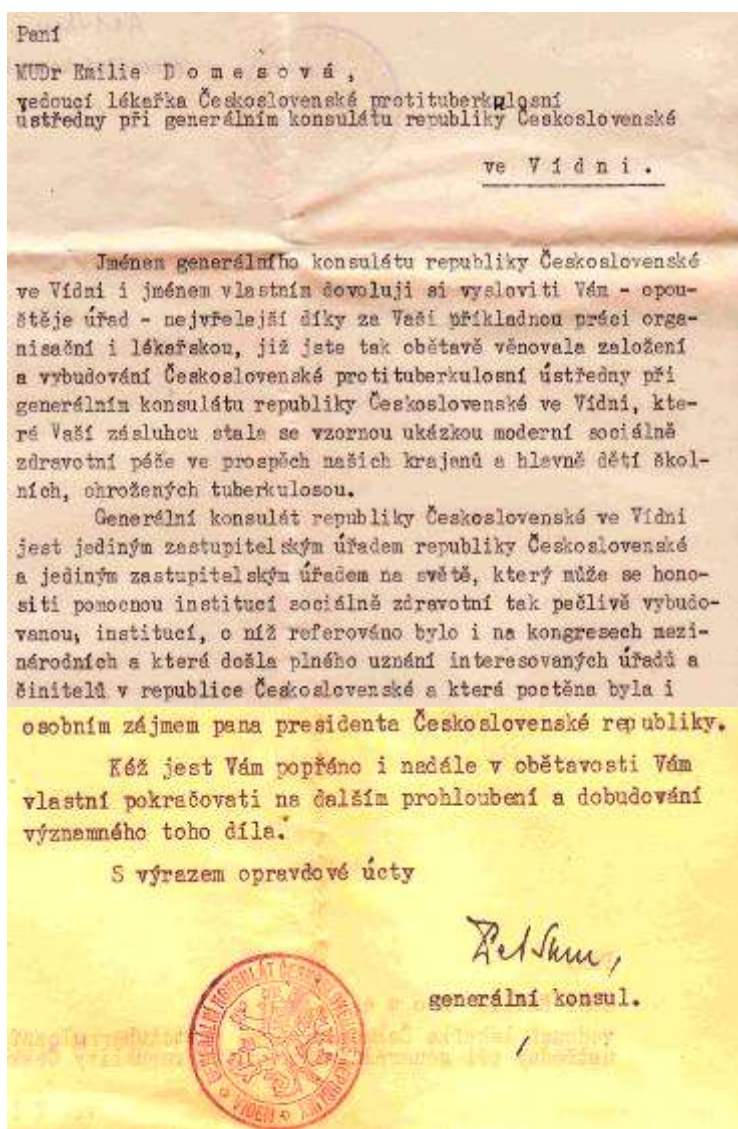 Paní
MUDr Emilie D o m e s o v á ,
vedoucí lékařka Československé protituberkulosní
ústředny při generálním konsulátu republiky Československé
ve V í d n i .
Jménem generálního konsulátu republiky Československé
ve Vídni i jménem vlastním dovoluji si vysloviti Vám - opou-
štěje úřad - nejvřelejší díky za Vaši příkladnou práci orga-
nisační i lékařskou, již jste tak obětavě věnovala založení
a vybudování Československé protituberkulosní ústředny při
generálním konsulátu republiky Československé ve Vídni, kte-
rá Vaší zásluhou stala se vzornou ukázkou moderní sociálně
zdravotní péče ve prospěch našich krajanů a hlavně dětí škol-
ních, ohrožených tuberkulosou.
Generální konsulát republiky Československé ve Vídni
jest jediným zastupitelským úřadem republiky Československé
a jediným zastupitelským úřadem na světě, který může se hono-
siti pomocnou institucí sociálně zdravotní tak pečlivě vybudo-
vanou, institucí, o níž referováno bylo i na kongresech mezi-
národních a která došla plného uznání interesovaných úřadů a
činitelů v republice Československé a která poctěna byla i
osobním zájmem pana presidenta Československé republiky.
Kéž jest Vám popřáno i nadále v obětavosti Vám
vlastní pokračovati na dalším prohloubení a dobudování
významného toho díla.
S výrazem opravdové úcty
generální konsul.
GENERÁLNÍ KONSULÁT ČESKOSLOVENSKÉ REPUBLIKY
VÍDEŇ